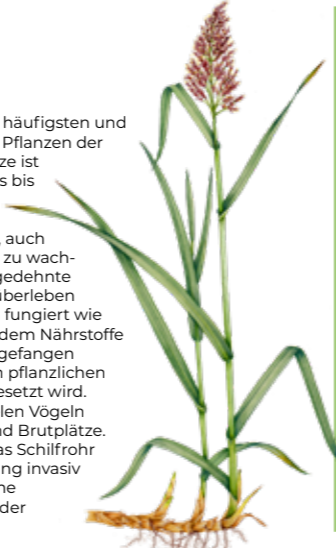 häufigsten und
Pflanzen der
ze ist
s bis
auch
zu wach-
gedehnte
überleben
fungiert wie
dem Nährstoffe
gefangen
pflanzlichen
esetzt wird.
len Vögeln
nd Brutplätze.
as Schilfrohr
ng invasiv
ne
der